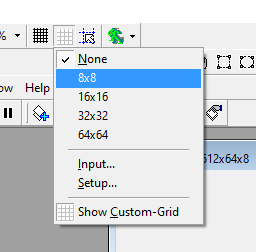 %
None
8x8
ow
Help
16x16
32x32
512x64x8
64x64
Input...
Setup...
Show Custom-Grid